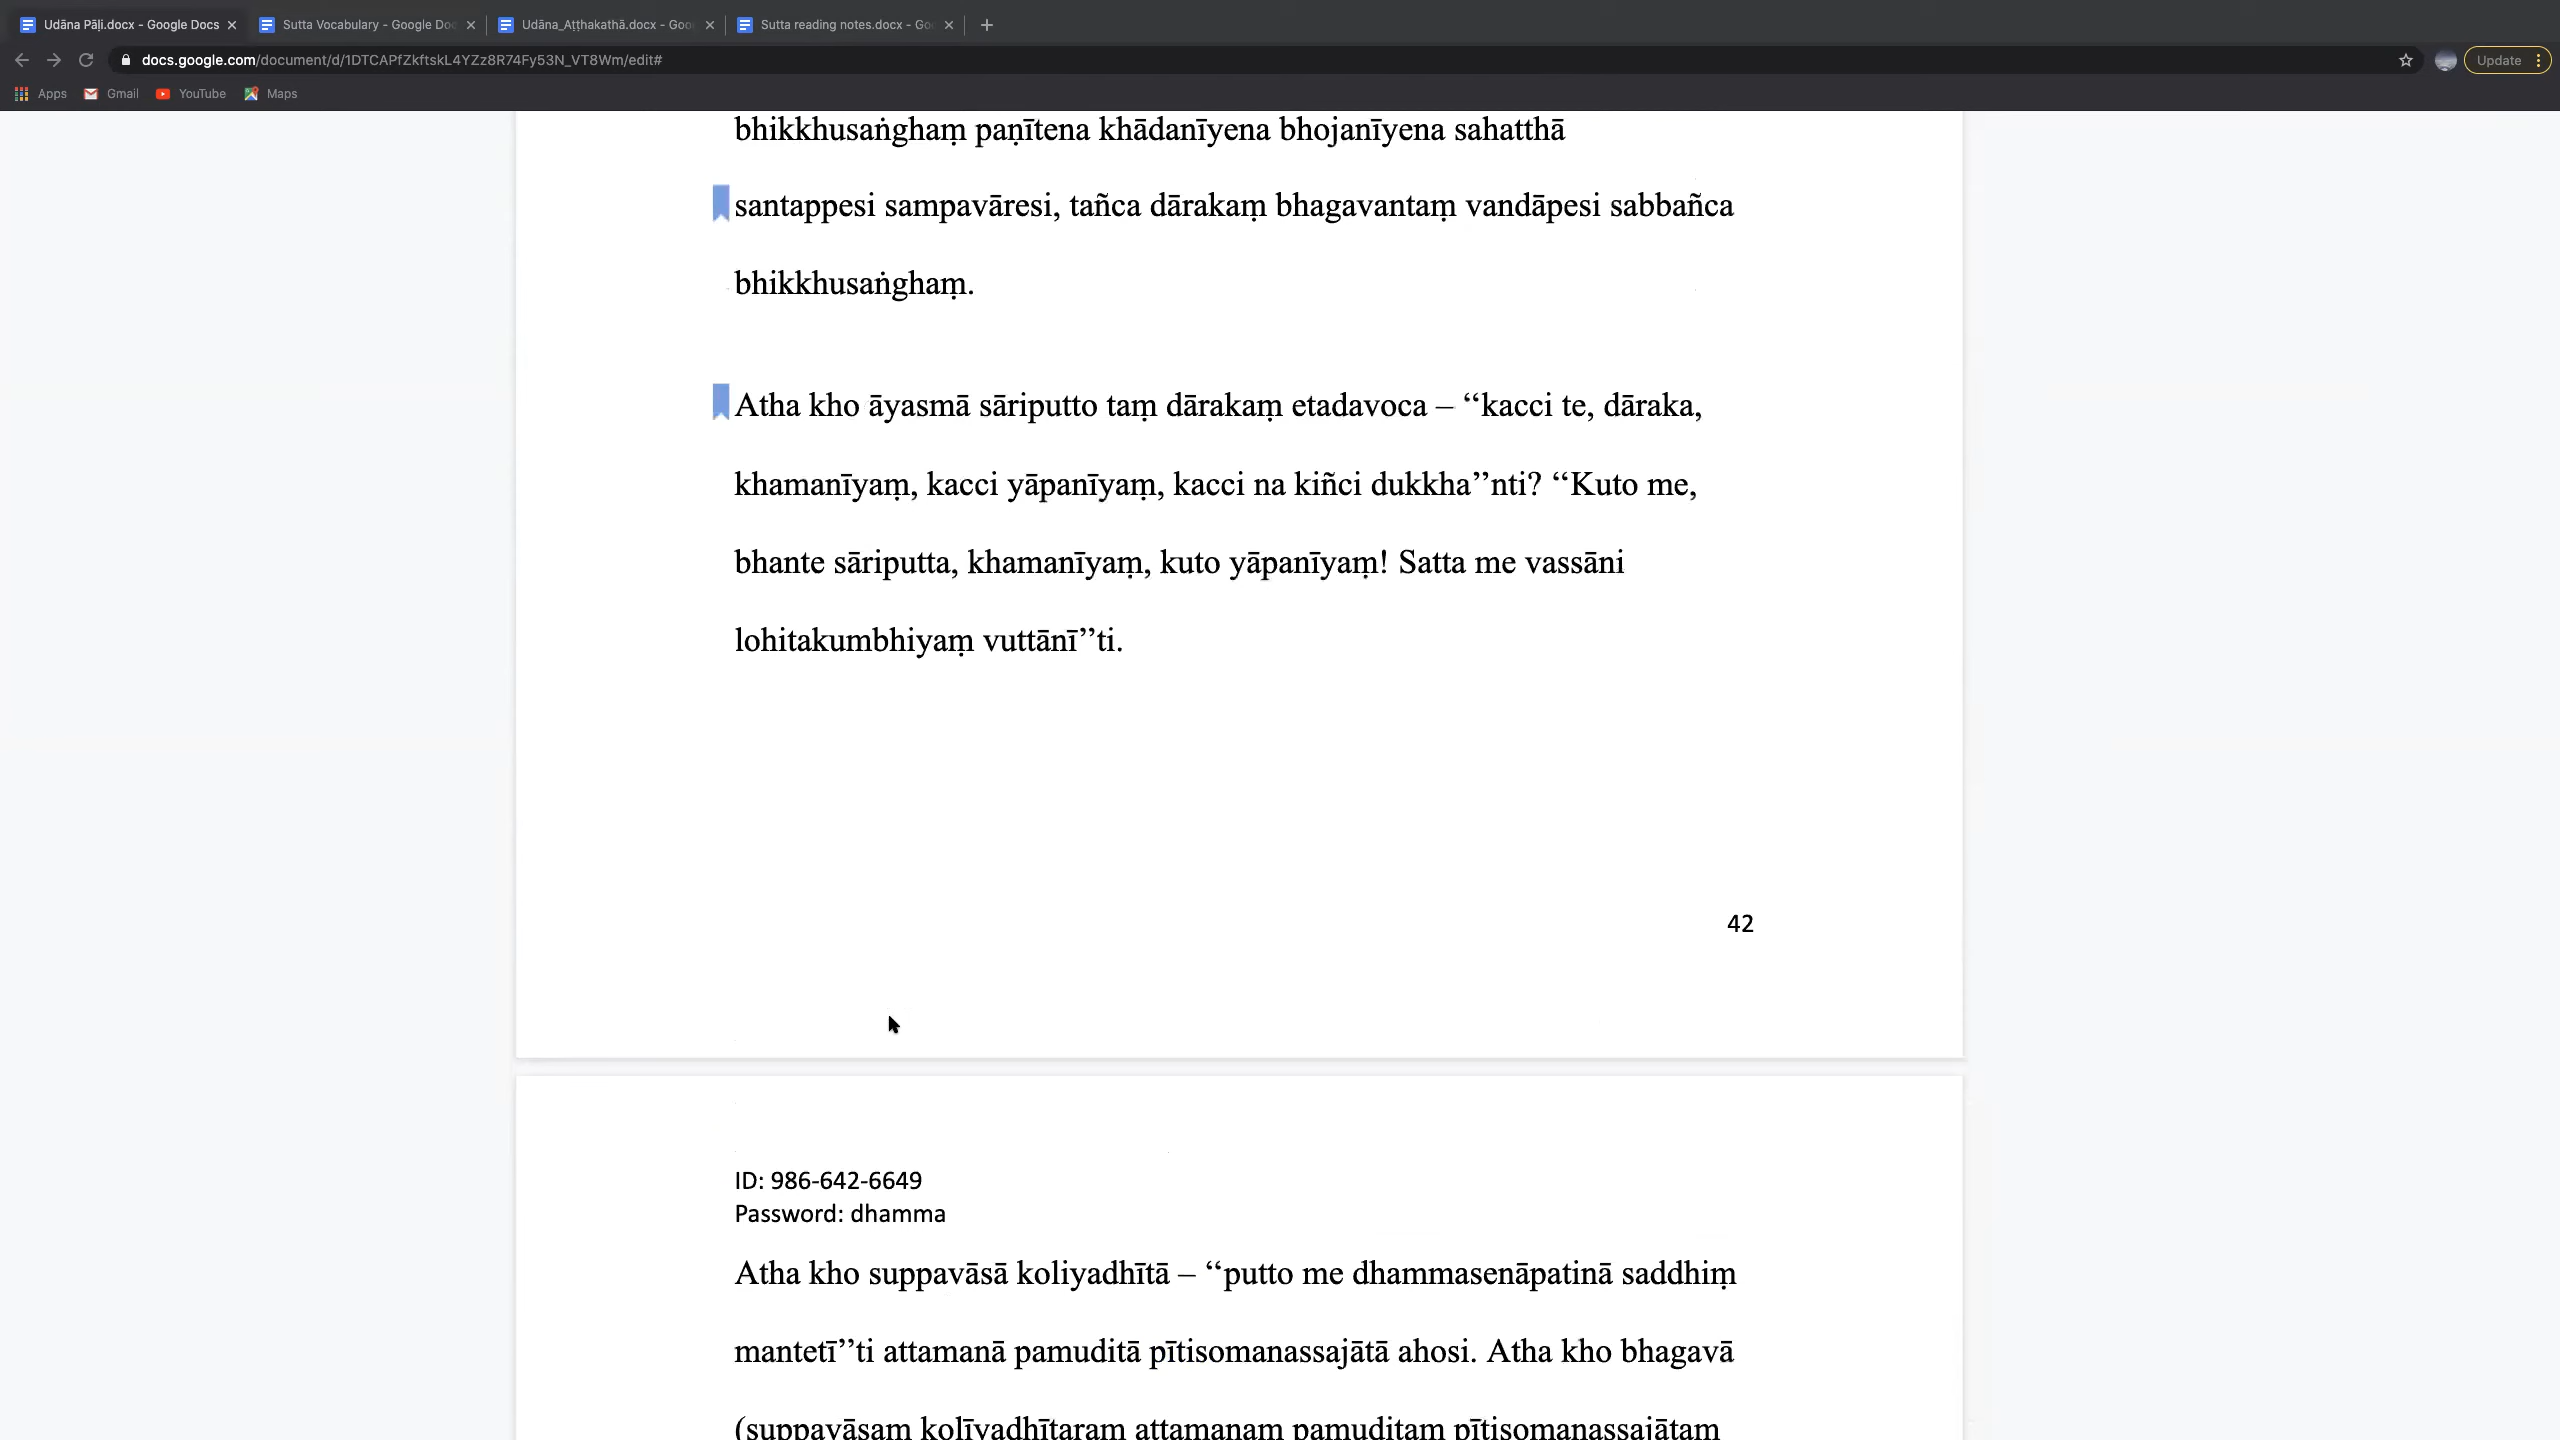 Udāna Pāḷi.docx - Google Docs
Sutta Vocabulary - Google Doc
Udāna_Aṭṭhakathā.docx - Goo
Sutta reading notes.docx - Go
docs.google.com/document/d/1DTCAPfZkftskL4YZz8R74Fy53N_VT8Wm/edit#
Update
Apps
Gmail
YouTube
Maps
bhikkhusaṅghaṃ paṇītena khādanīyena bhojanīyena sahatthā
santappesi sampavāresi, tañca dārakaṃ bhagavantaṃ vandāpesi sabbañca
bhikkhusaṅghaṃ.
Atha kho āyasmā sāriputto taṃ dārakaṃ etadavoca – ‘‘kacci te, dāraka,
khamanīyaṃ, kacci yāpanīyaṃ, kacci na kiñci dukkha’’nti? ‘‘Kuto me,
bhante sāriputta, khamanīyaṃ, kuto yāpanīyaṃ! Satta me vassāni
lohitakumbhiyaṃ vuttānī’’ti.
42
ID: 986-642-6649
Password: dhamma
Atha kho suppavāsā koliyadhītā – ‘‘putto me dhammasenāpatinā saddhiṃ
mantetī’’ti attamanā pamuditā pītisomanassajātā ahosi. Atha kho bhagavā
(suppavāsaṃ kolīyadhītaraṃ attamanaṃ pamuditaṃ pītisomanassajātaṃ